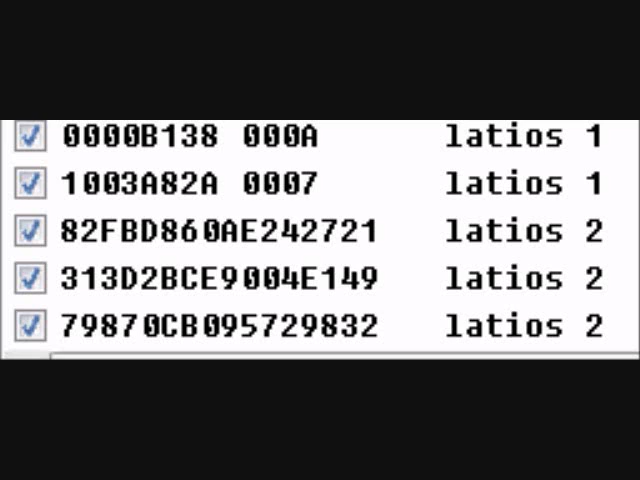 0000B138 000A latios 1
1003A82A 0007 latios 1
82FBD860AE242721 latios 2
313D2BCE9004E149 latios 2
79870CB095729832 latios 2